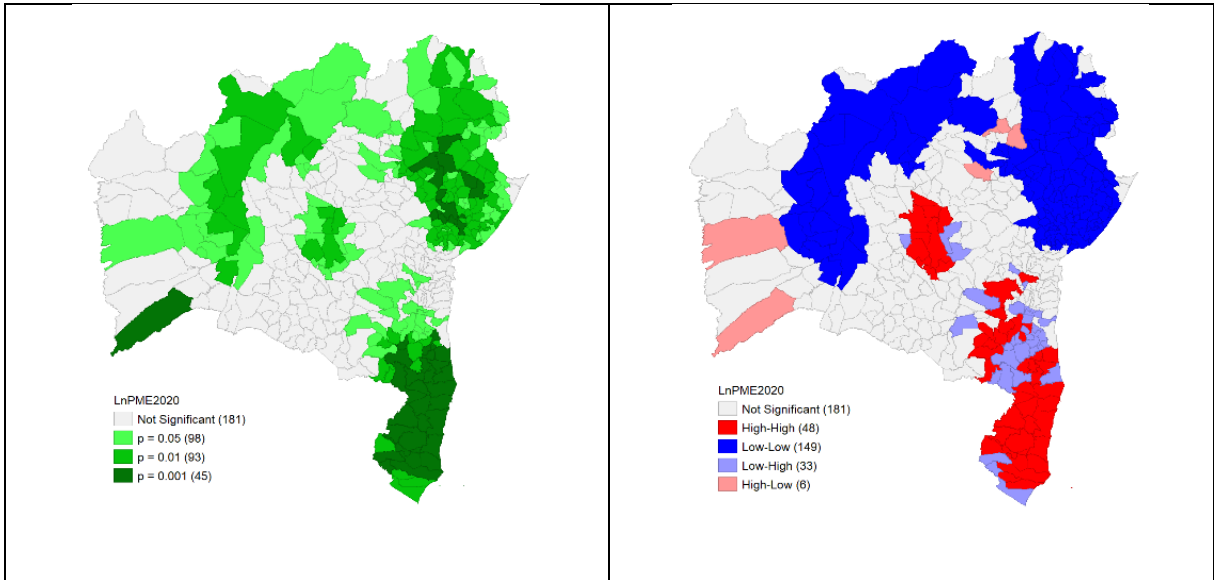 LnPME2020
Not Significant (181)
p = 0.05 (98)
p = 0.01 (93)
p = 0.001 (45)
LnPME2020
Not Significant (181)
High-High (48)
Low-Low (149)
Low-High (33)
High-Low (6)